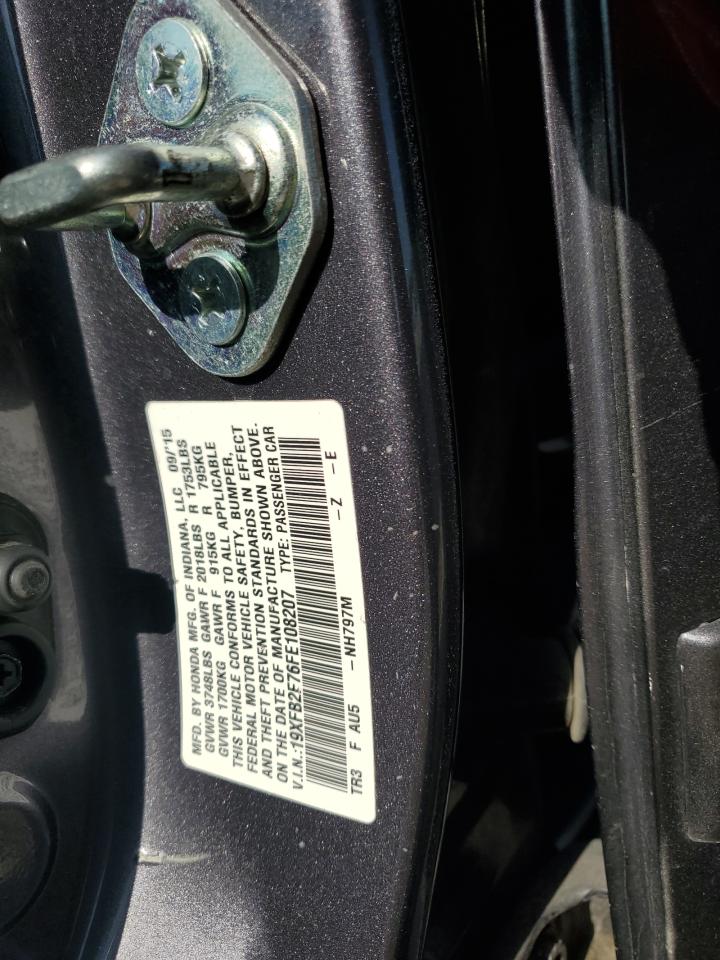 MFD. BY HONDA MFG. OF INDIANA, LLC 09/'15
GVWR 3748LBS GAWR F 2018LBS R 1753LBS
GVWR 1700KG GAWR F 915KG R 795KG
THIS VEHICLE CONFORMS TO ALL APPLICABLE
FEDERAL MOTOR VEHICLE SAFETY, BUMPER,
AND THEFT PREVENTION STANDARDS IN EFFECT
ON THE DATE OF MANUFACTURE SHOWN ABOVE.
V.I.N.:19XFB2F76FE108207 TYPE: PASSENGER CAR
TR3 F AU5 -NH797M -Z -E